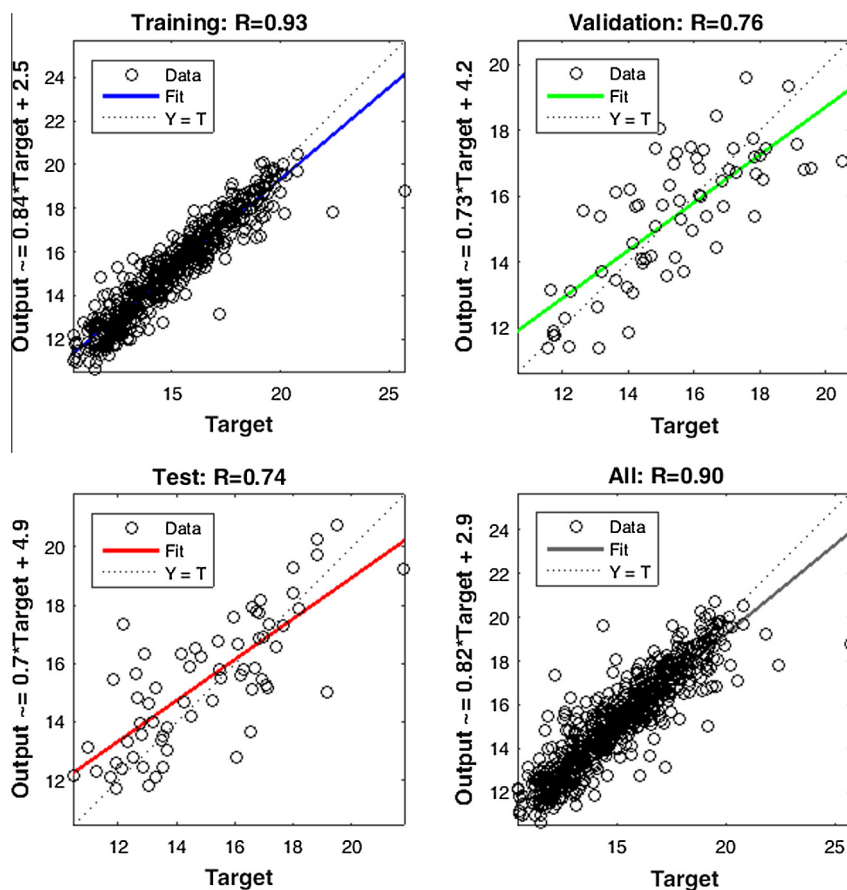 Training: R=0.93
Output ~= 0.84*Target + 2.5
24
22
20
18
16
14
12
Data
Fit
Y = T
15
20
25
Target
Validation: R=0.76
Output ~= 0.73*Target + 4.2
20
18
16
14
12
Data
Fit
Y = T
12
14
16
18
20
Target
Test: R=0.74
Output ~= 0.7*Target + 4.9
20
18
16
14
12
Data
Fit
Y = T
12
14
16
18
20
Target
All: R=0.90
Output ~= 0.82*Target + 2.9
24
22
20
18
16
14
12
Data
Fit
Y = T
15
20
25
Target